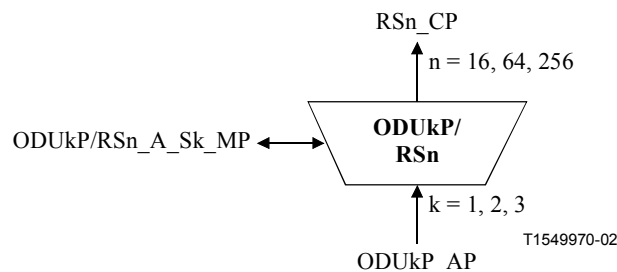 RSn_CP
n = 16, 64, 256
ODUkP/RSn_A_Sk_MP
ODUkP/
RSn
k = 1, 2, 3
T1549970-02
ODUkP_AP